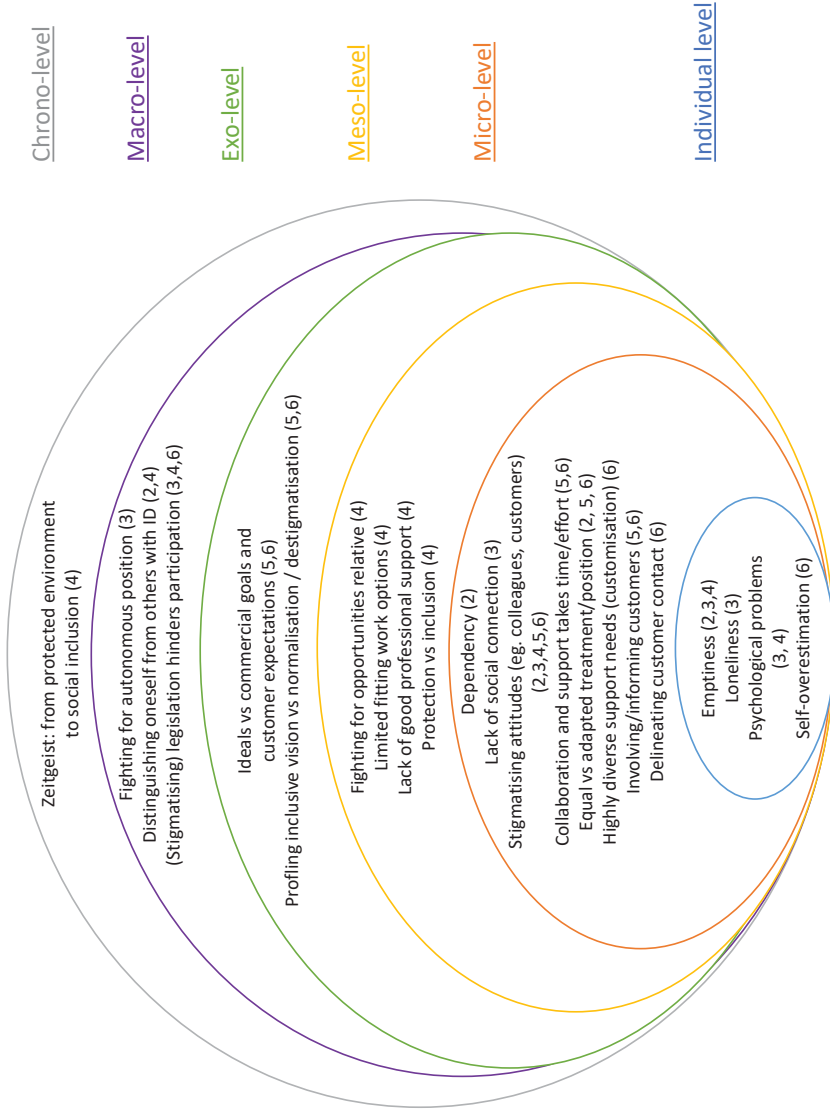 Chrono-level
Zeitgeist: from protected environment
to social inclusion (4)
Macro-level
Fighting for autonomous position (3)
Distinguishing oneself from others with ID (2,4)
(Stigmatising) legislation hinders participation (3,4,6)
Exo-level
Ideals vs commercial goals and
customer expectations (5,6)
Profling inclusive vision vs normalisation / destigmatisation (5,6)
Meso-level
Fighting for opportunities relative (4)
Limited fitting work options (4)
Lack of good professional support (4)
Protection vs inclusion (4)
Micro-level
Dependency (2)
Lack of social connection (3)
Stigmatising attitudes (eg. colleagues, customers)
(2,3,4,5,6)
Collaboration and support takes time/effort (5,6)
Equal vs adapted treatment/position (2, 5, 6)
Highly diverse support needs (customisation) (6)
Involving/informing customers (5,6)
Delineating customer contact (6)
Individual level
Emptiness (2,3,4)
Loneliness (3)
Psychological problems
(3, 4)
Self-overestimation (6)